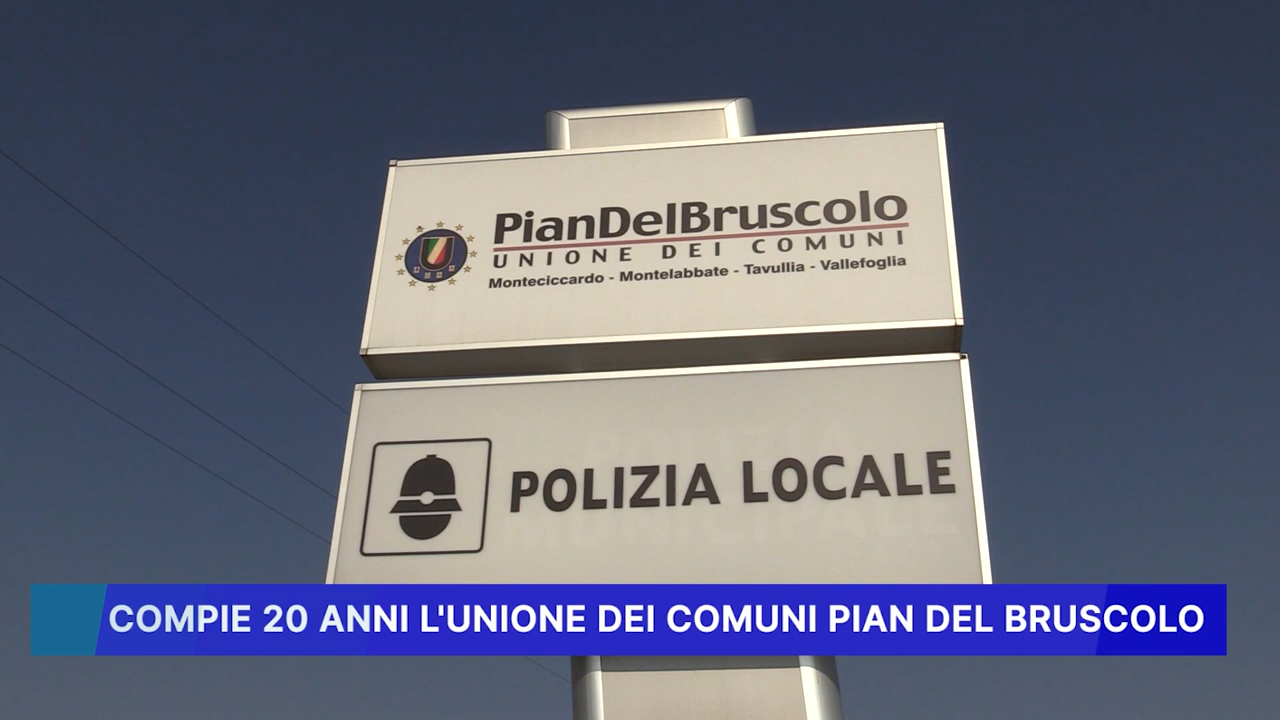 PianDelBruscolo
UNIONE DEI COMUNI
Monteciccardo - Montelabbate - Tavullia - Vallefoglia
POLIZIA LOCALE
COMPIE 20 ANNI L'UNIONE DEI COMUNI PIAN DEL BRUSCOLO